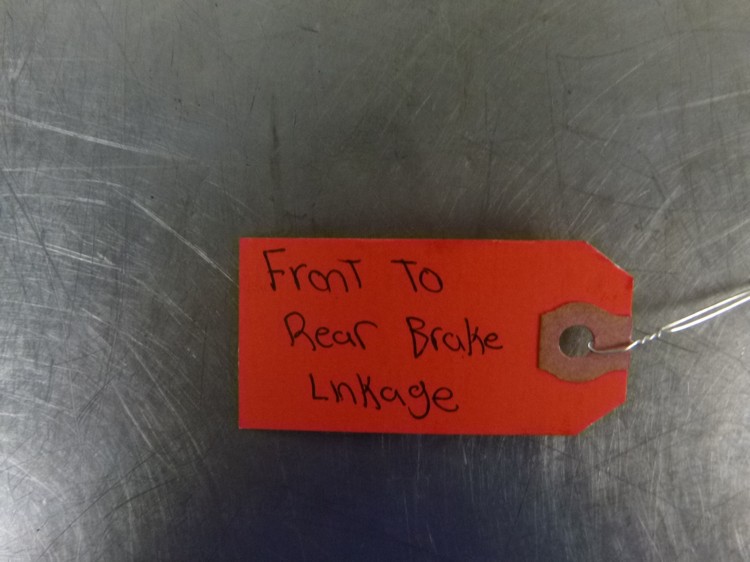 Front To
Rear Brake
Linkage